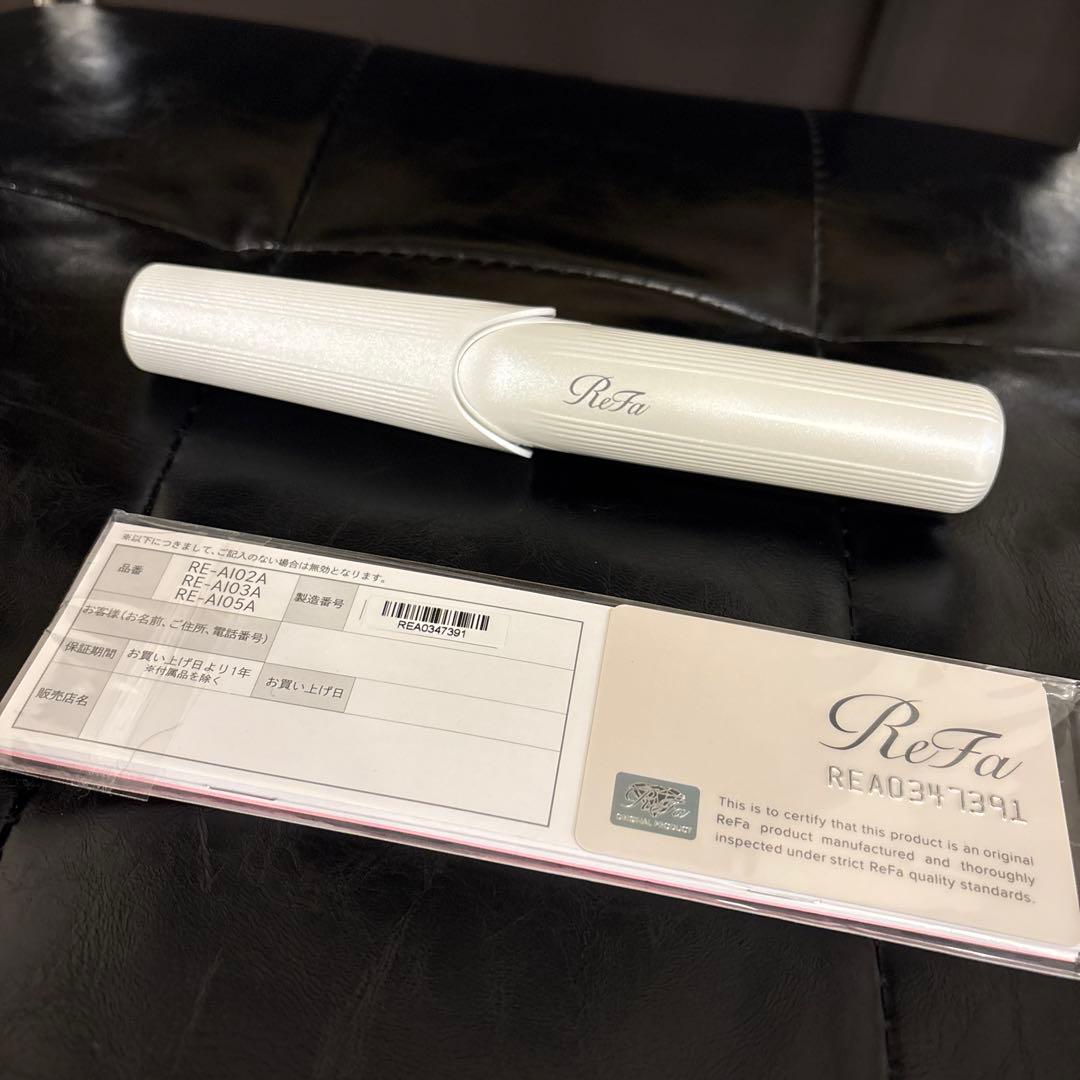 ReFa
※以下につきまして、ご記入のない場合は無効となります。
品番
RE-AI02A
RE-AI03A
RE-AI05A
製造番号
REA0347391
お客様(お名前、ご住所、電話番号)
保証期間
お買い上げ日より1年
※付属品を除く
お買い上げ日
販売店名
ReFa
REA0347391
ReFa
ORIGINAL PRODUCT
This is to certify that this product is an original
ReFa product manufactured and thoroughly
inspected under strict ReFa quality standards.